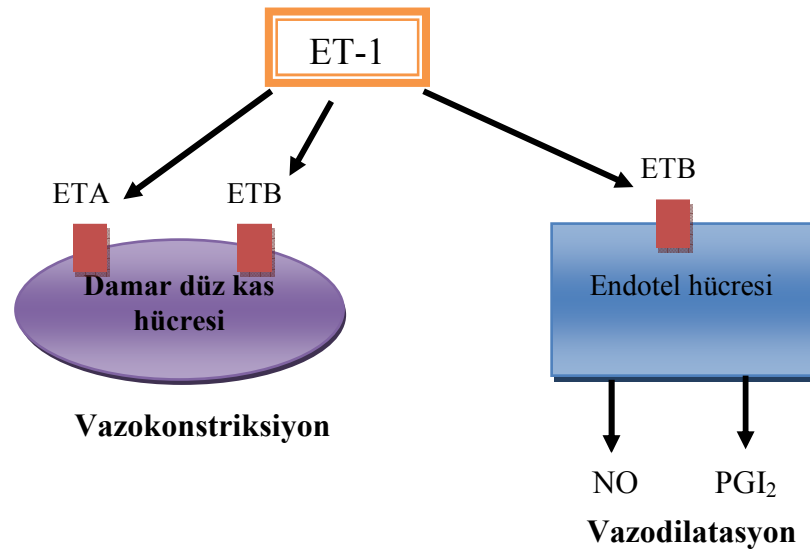 ET-1
ETA
ETB
ETB
Damar düz kas
hücresi
Endotel hücresi
Vazokonstriksiyon
NO
PGI₂
Vazodilatasyon